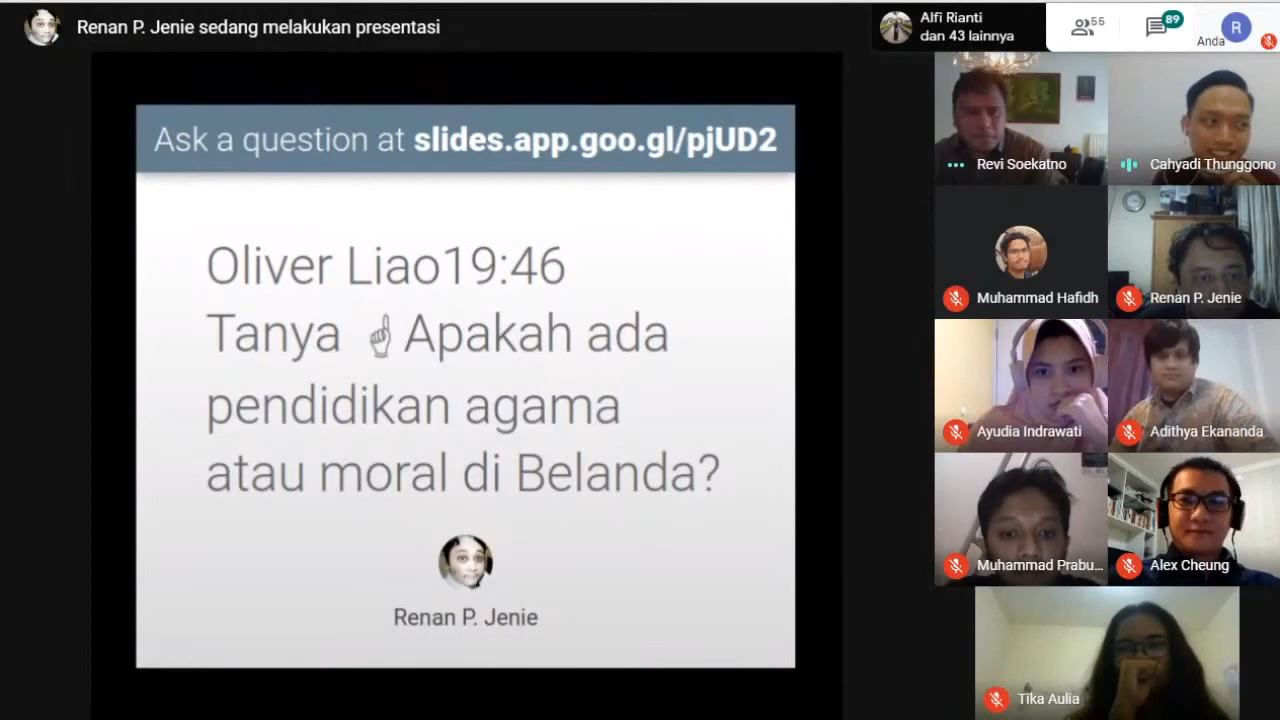 Renan P. Jenie sedang melakukan presentasi
Alfi Rianti
dan 43 lainnya
55
89
R
Anda
Ask a question at slides.app.goo.gl/pjUD2
Oliver Liao19:46
Tanya ☝Apakah ada
pendidikan agama
atau moral di Belanda?
Renan P. Jenie
Revi Soekatno
Cahyadi Thunggono
Muhammad Hafidh
Renan P. Jenie
Ayudia Indrawati
Adithya Ekananda
Muhammad Prabu...
Alex Cheung
Tika Aulia